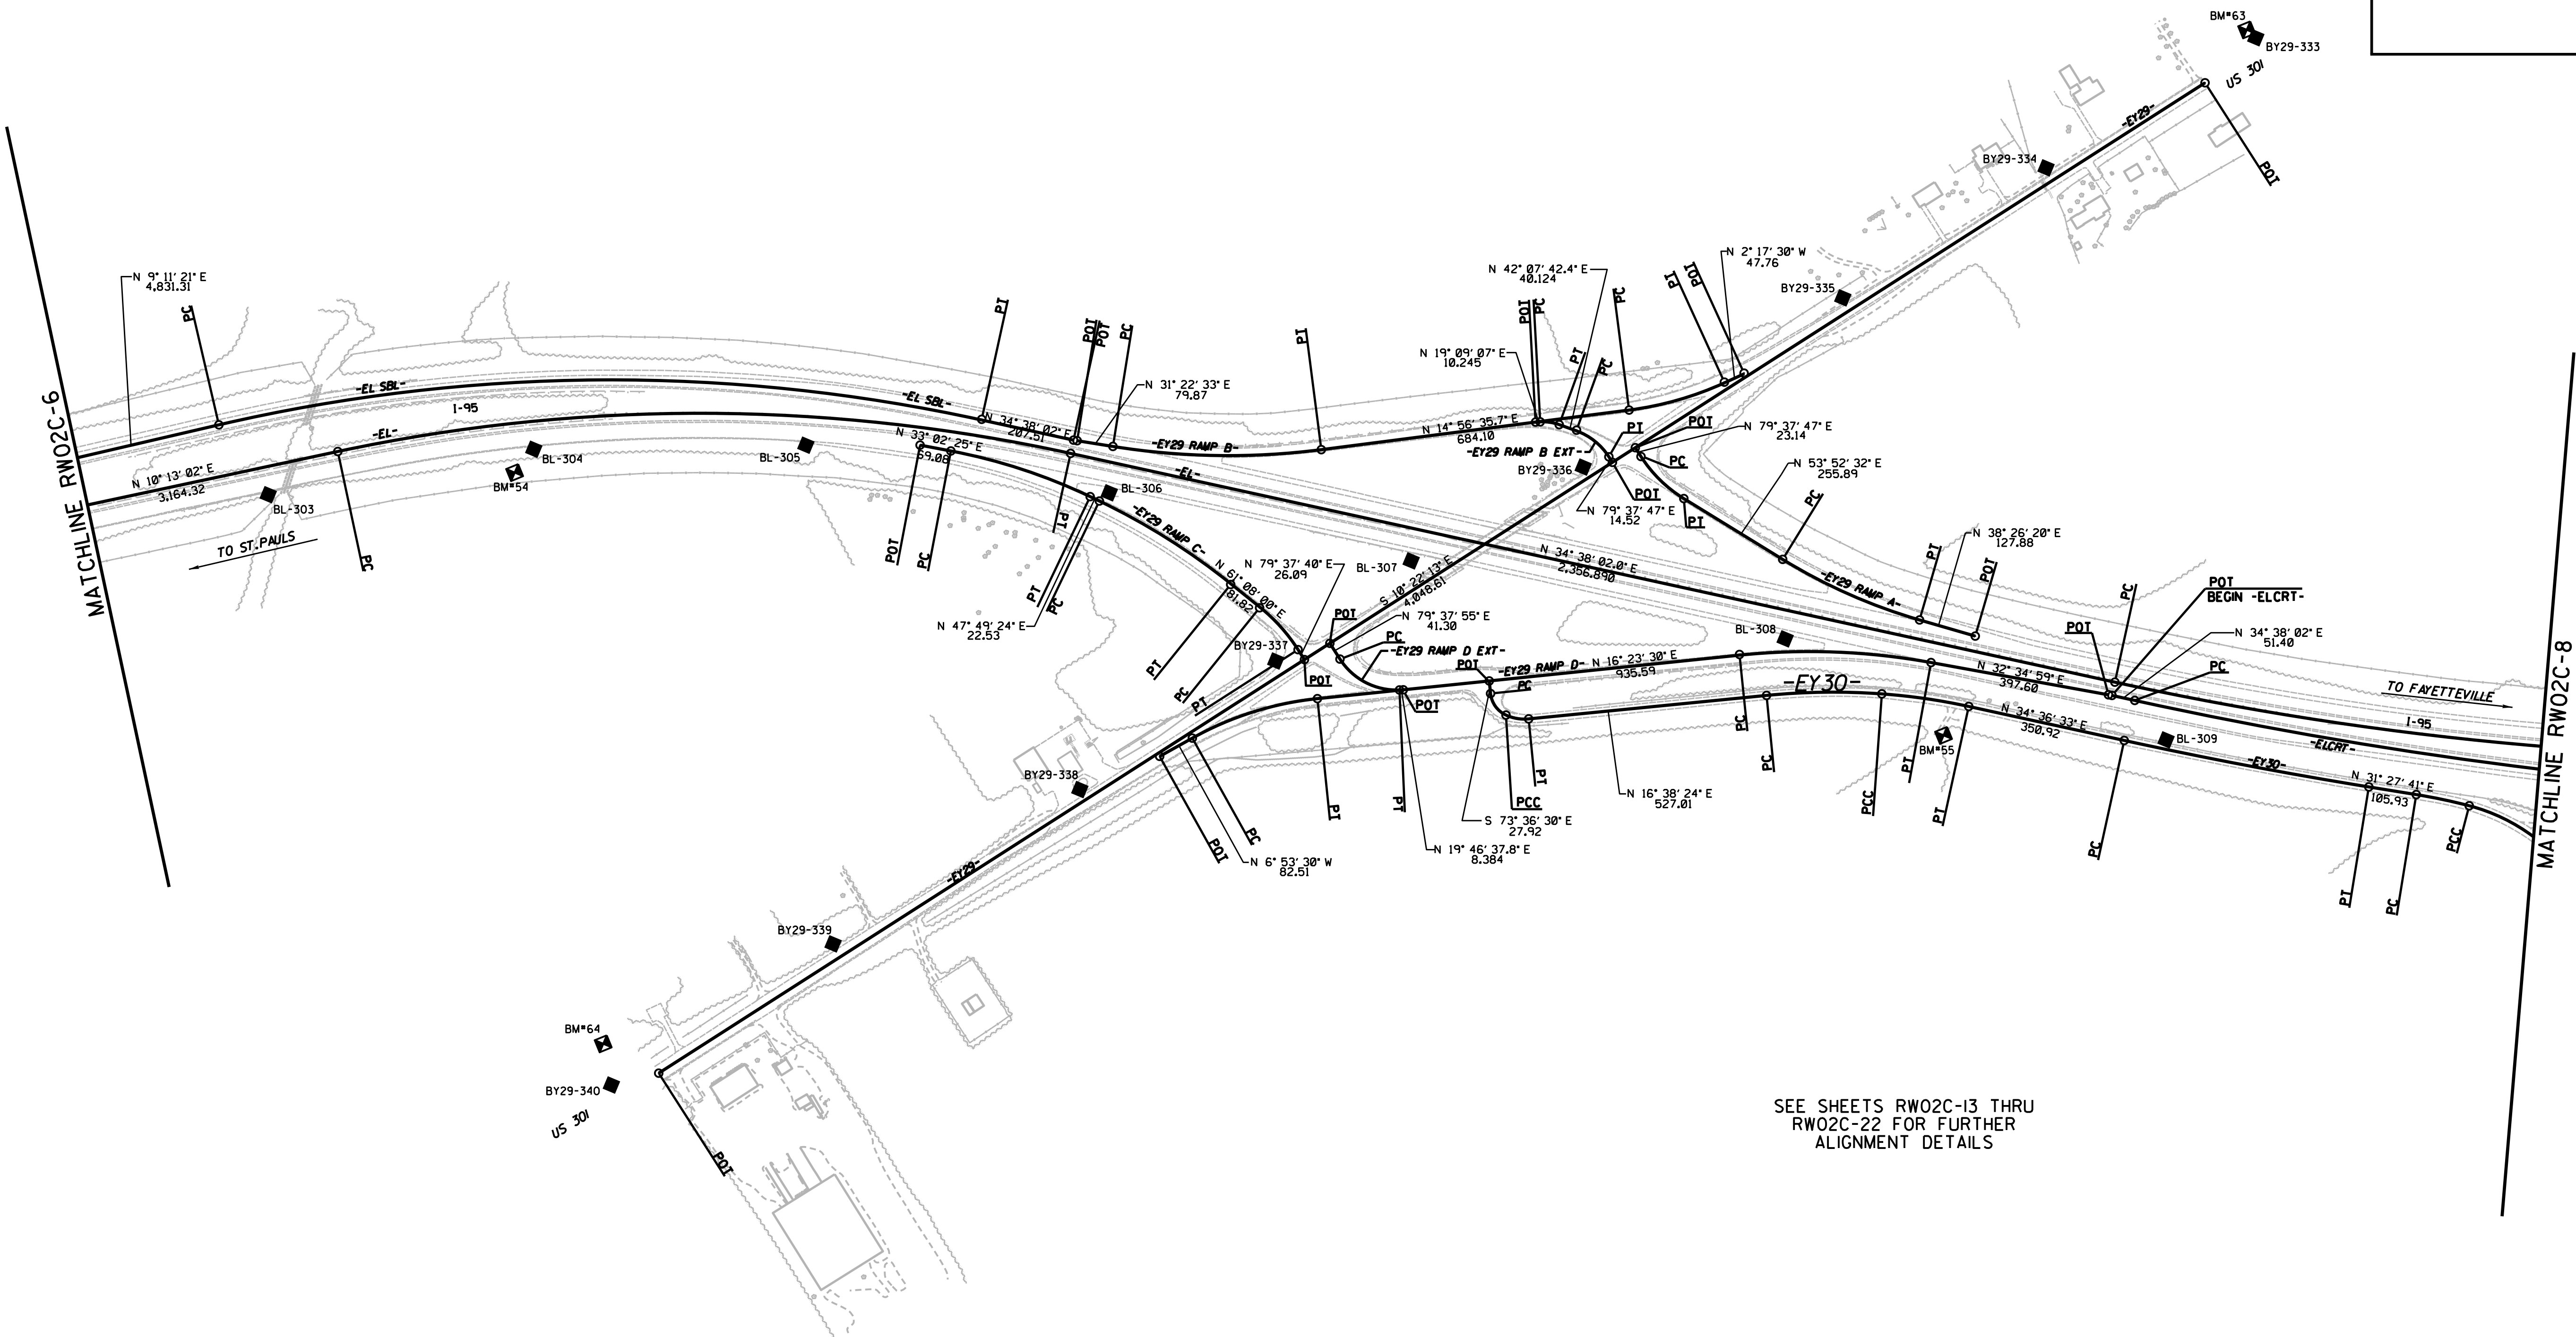 BM#63
BY29-333
US 301
-EY29-
POT
BY29-334
BY29-335
N 2° 17' 30" W
47.76
N 42° 07' 42.4" E
40.124
PT
POT
PC
POT
PC
N 19° 09' 07" E
10.245
PT
PC
N 9° 11' 21" E
4,831.31
PC
MATCHLINE RW02C-6
-EL SBL-
I-95
-EL-
N 10° 13' 02" E
3,164.32
BL-303
BL-304
BM#54
TO ST.PAULS
PC
BL-305
-EL SBL-
PT
N 34° 38' 02" E
207.51
POT
POT
PC
N 31° 22' 33" E
79.87
-EY29 RAMP B-
PT
N 14° 56' 35.7" E
684.10
-EY29 RAMP B EXT-
PT
POT
BY29-336
POT
N 79° 37' 47" E
14.52
N 79° 37' 47" E
23.14
PC
N 53° 52' 32" E
255.89
PT
PC
N 33° 02' 25" E
69.08
POT
PC
BL-306
-EL-
PT
PT
PC
N 47° 49' 24" E
22.53
-EY29 RAMP C-
N 61° 08' 00" E
81.82
PT
PC
PT
N 79° 37' 40" E
26.09
BY29-337
POT
POT
BL-307
S 10° 22' 13" E
4,048.61
N 34° 38' 02.0" E
2,356.890
N 79° 37' 55" E
41.30
PC
-EY29 RAMP D EXT-
-EY29 RAMP A-
PT
N 38° 26' 20" E
127.88
POT
PC
POT
BEGIN -ELCRT-
POT
N 34° 38' 02" E
51.40
PC
BL-308
POT
-EY29 RAMP D-
N 16° 23' 30" E
935.59
PC
-EY30-
N 32° 34' 59" E
397.60
TO FAYETTEVILLE
I-95
-ELCRT-
MATCHLINE RW02C-8
POT
PT
PT
PCC
PT
S 73° 36' 30" E
27.92
N 16° 38' 24" E
527.01
PC
PC
PCC
PT
PT
BM#55
N 34° 36' 33" E
350.92
BL-309
PC
-EY30-
N 31° 27' 41" E
105.93
PT
PC
PCC
N 19° 46' 37.8" E
8.384
N 6° 53' 30" W
82.51
PC
POT
BY29-338
-EY29-
BY29-339
BM#64
BY29-340
US 301
POT
SEE SHEETS RW02C-13 THRU
RW02C-22 FOR FURTHER
ALIGNMENT DETAILS